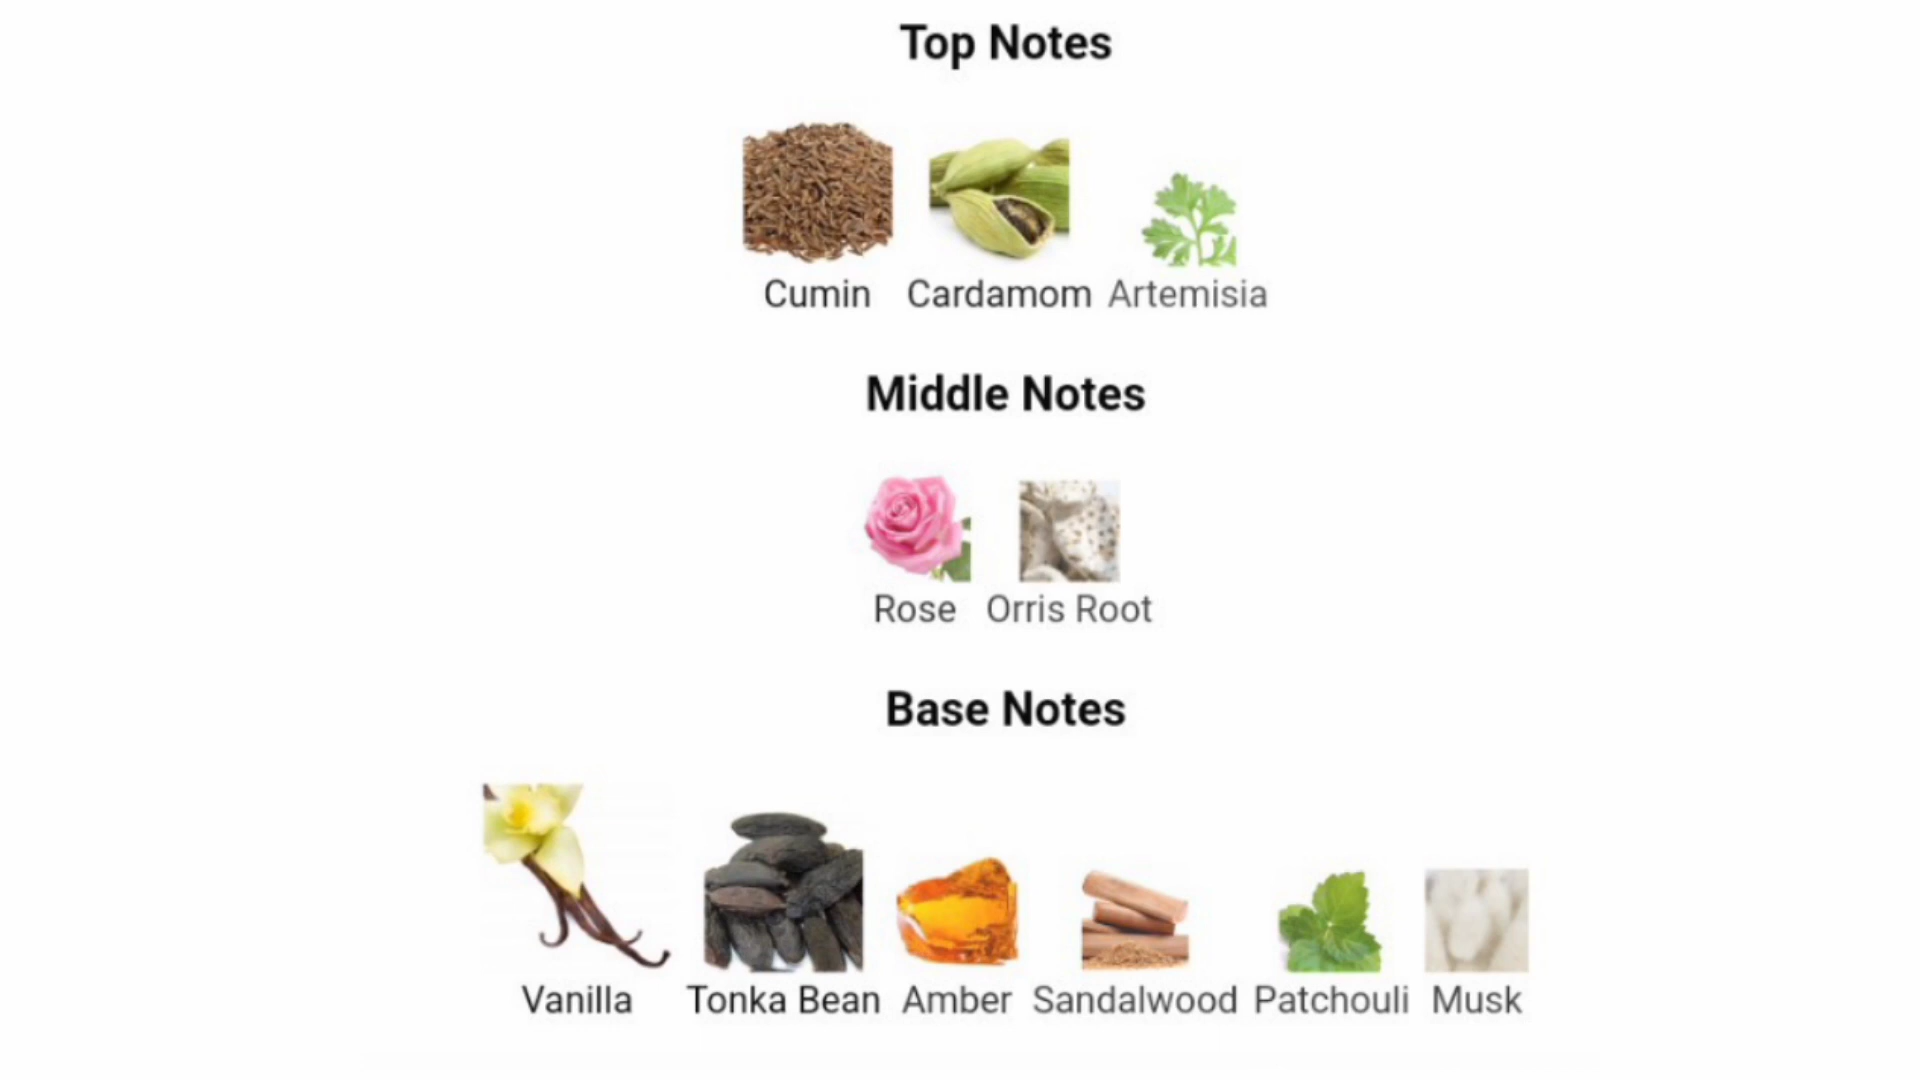 Top Notes
Cumin Cardamom Artemisia
Middle Notes
Rose Orris Root
Base Notes
Vanilla Tonka Bean Amber Sandalwood Patchouli Musk